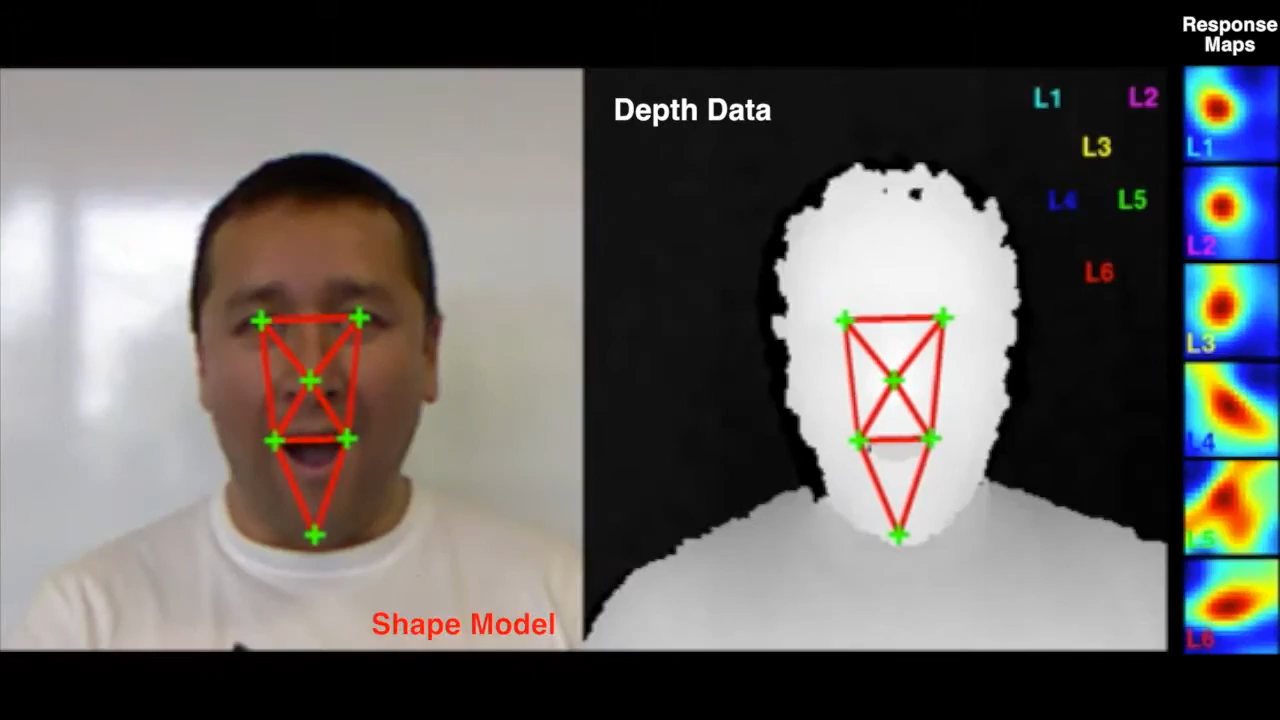 Response
Maps
Depth Data
L1 L2
L3
L4 L5
L6
L1
L2
L3
L4
L5
L6
Shape Model